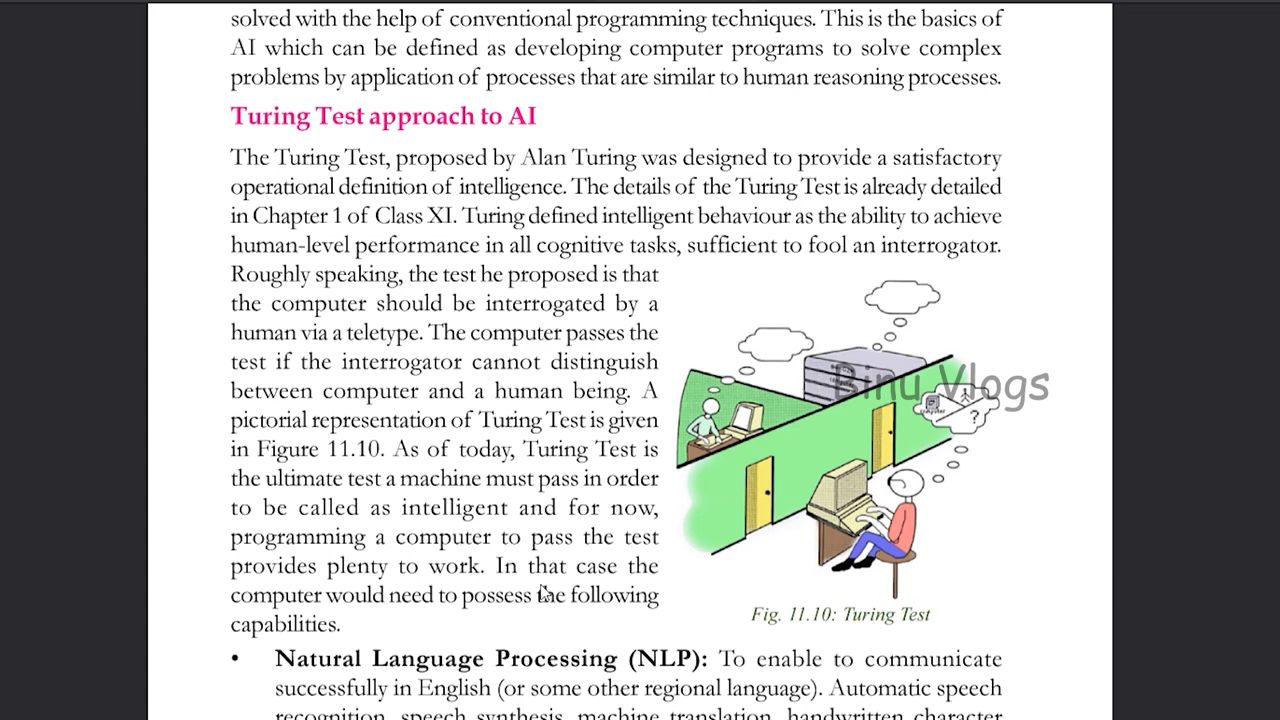 solved with the help of conventional programming techniques. This is the basics of
AI which can be defined as developing computer programs to solve complex
problems by application of processes that are similar to human reasoning processes.
Turing Test approach to AI
The Turing Test, proposed by Alan Turing was designed to provide a satisfactory
operational definition of intelligence. The details of the Turing Test is already detailed
in Chapter 1 of Class XI. Turing defined intelligent behaviour as the ability to achieve
human-level performance in all cognitive tasks, sufficient to fool an interrogator.
Roughly speaking, the test he proposed is that
the computer should be interrogated by a
human via a teletype. The computer passes the
test if the interrogator cannot distinguish
between computer and a human being. A
pictorial representation of Turing Test is given
in Figure 11.10. As of today, Turing Test is
the ultimate test a machine must pass in order
to be called as intelligent and for now,
programming a computer to pass the test
provides plenty to work. In that case the
computer would need to possess the following
capabilities.
Binu Vlogs
?
Fig. 11.10: Turing Test
• Natural Language Processing (NLP): To enable to communicate
successfully in English (or some other regional language). Automatic speech
recognition, speech synthesis, machine translation, handwritten character